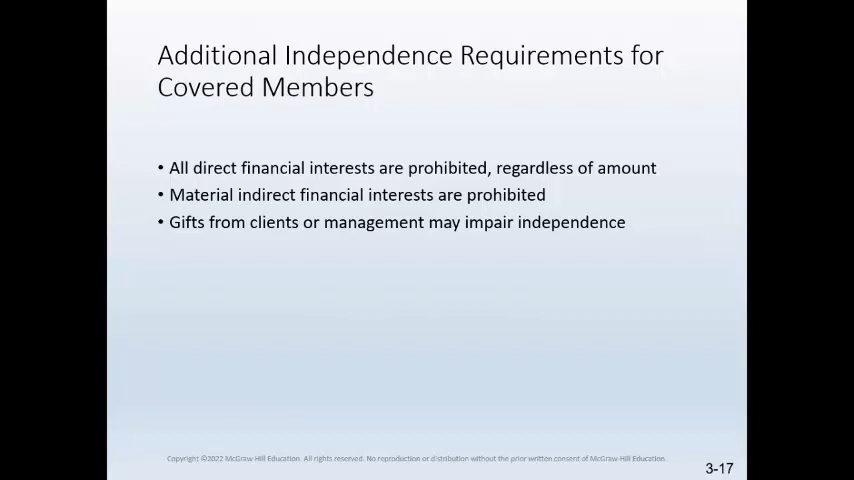 Additional Independence Requirements for
Covered Members
• All direct financial interests are prohibited, regardless of amount
• Material indirect financial interests are prohibited
• Gifts from clients or management may impair independence
Copyright ©2022 McGraw-Hill Education. All rights reserved. No reproduction or distribution without the prior written consent of McGraw-Hill Education.
3-17